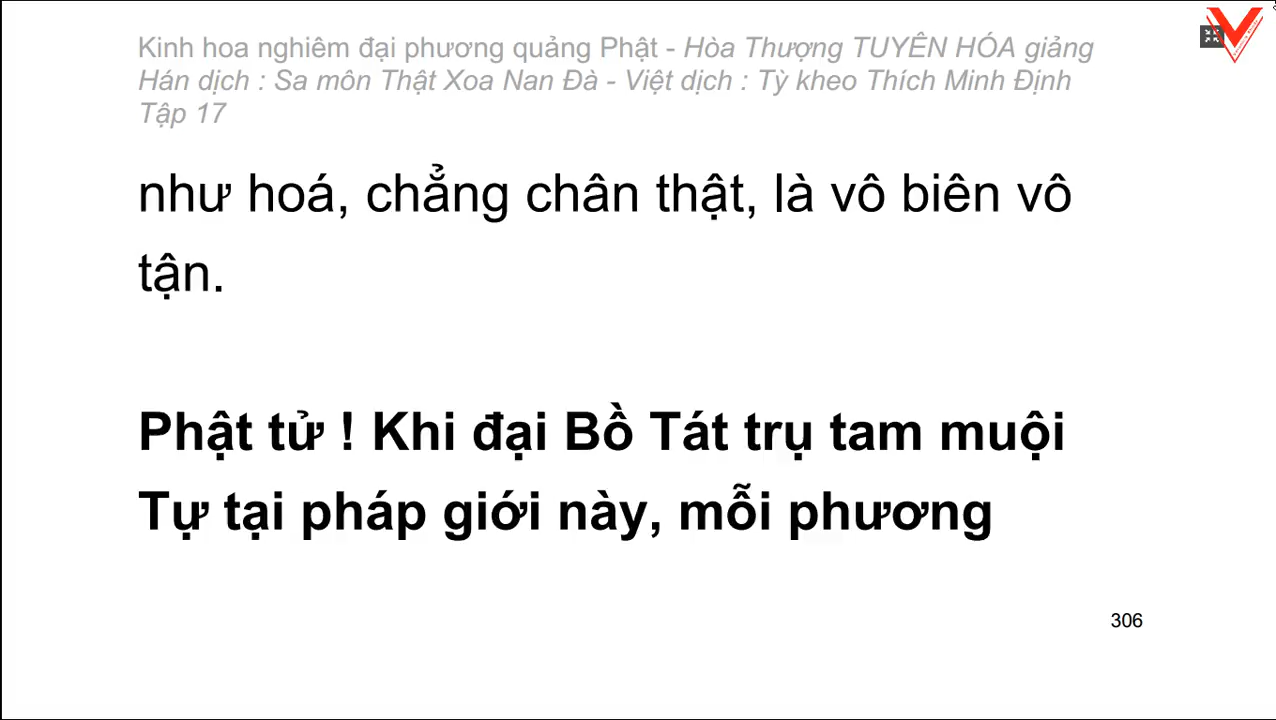 Kinh hoa nghiêm đại phương quảng Phật - Hòa Thượng TUYÊN HÓA giảng
Hán dịch : Sa môn Thật Xoa Nan Đà - Việt dịch : Tỳ kheo Thích Minh Định
Tập 17
như hoá, chẳng chân thật, là vô biên vô
tận.
Phật tử ! Khi đại Bồ Tát trụ tam muội
Tự tại pháp giới này, mỗi phương
306